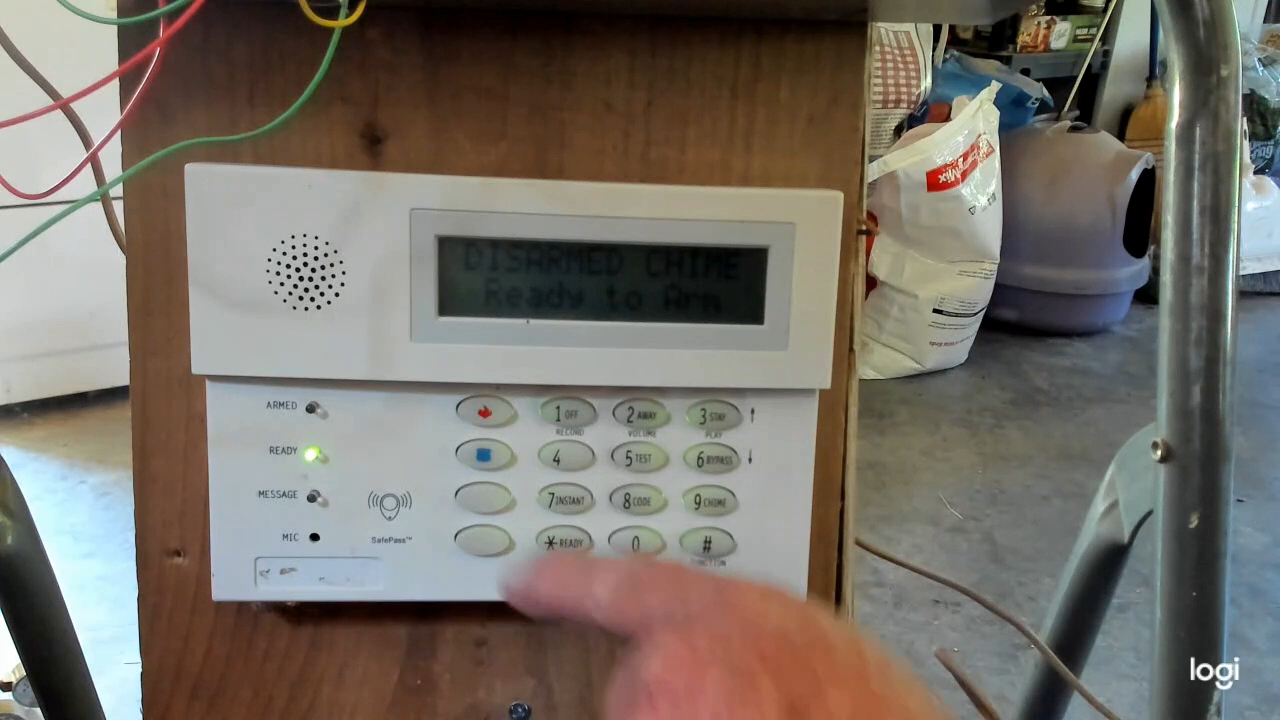 DISARMED CHIME
Ready to Arm
ARMED
READY
MESSAGE
MIC
SafePass™
1 OFF
2 AWAY
3 STAY
RECORD
VOLUME
PLAY
4
5 TEST
6 BYPASS
7 INSTANT
8 CODE
9 CHIME
* READY
0
#
FUNCTION
logi